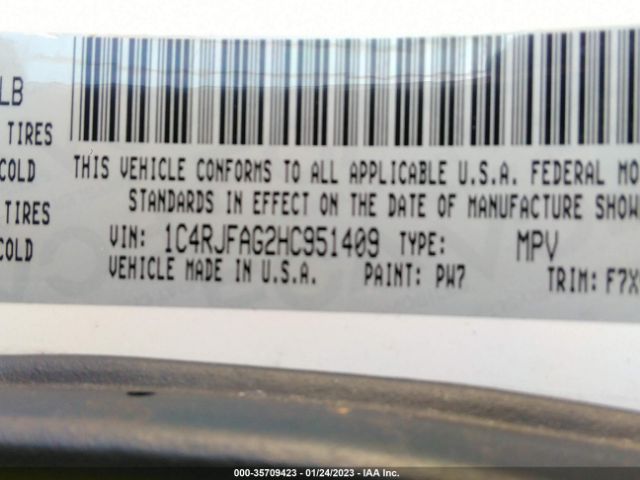 LB
TIRES
COLD
TIRES
COLD
THIS VEHICLE CONFORMS TO ALL APPLICABLE U.S.A. FEDERAL MO
STANDARDS IN EFFECT ON THE DATE OF MANUFACTURE SHOW
VIN: 1C4RJFAG2HC951409 TYPE: MPV
VEHICLE MADE IN U.S.A. PAINT: PW7 TRIM: F7X
000-35709423 - 01/24/2023 - IAA Inc.